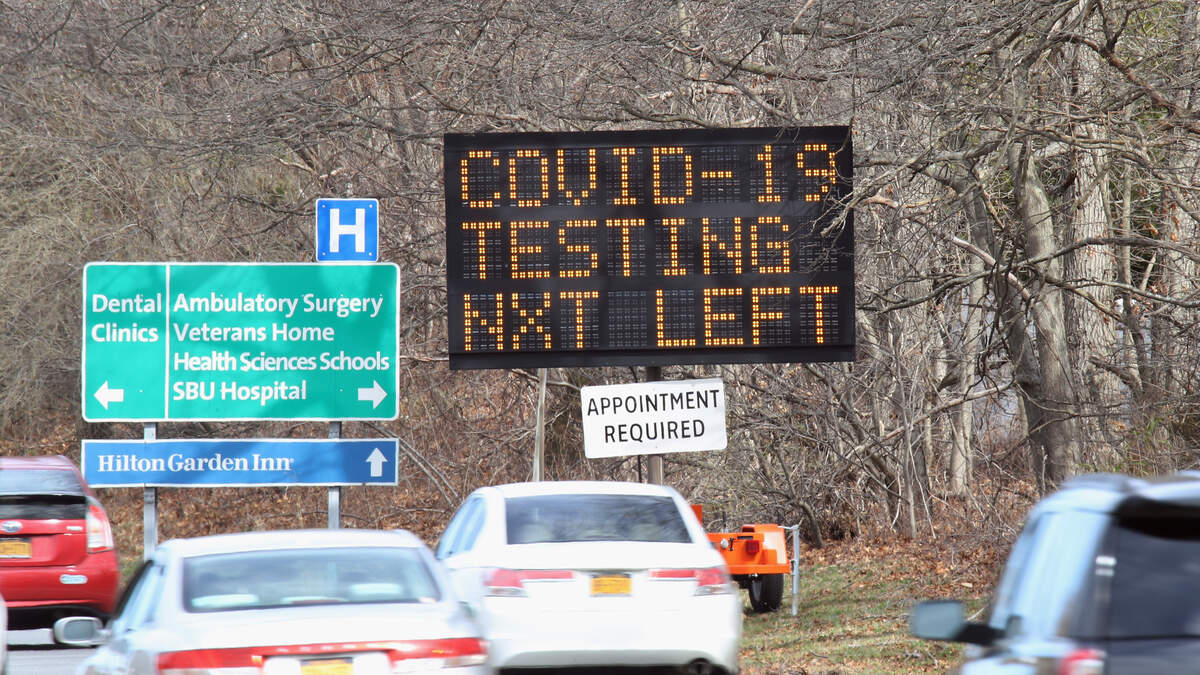 H
Dental
Clinics
Ambulatory Surgery
Veterans Home
Health Sciences Schools
SBU Hospital
Hilton Garden Inn
COVID-19
TESTING
NXT LEFT
APPOINTMENT
REQUIRED